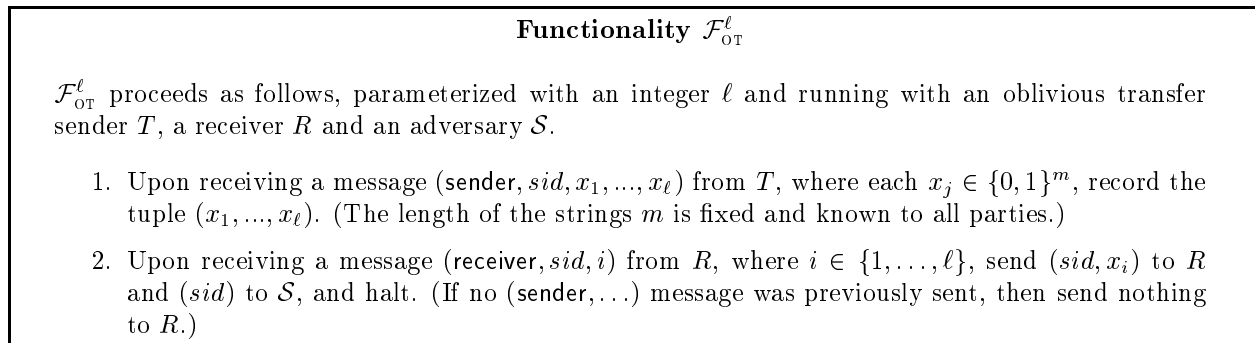 Functionality $\mathcal{F}_{\text{OT}}^{\ell}$
$\mathcal{F}_{\text{OT}}^{\ell}$ proceeds as follows, parameterized with an integer $\ell$ and running with an oblivious transfer
sender $T$, a receiver $R$ and an adversary $\mathcal{S}$.
1. Upon receiving a message (sender, $sid, x_1, ..., x_\ell$) from $T$, where each $x_j \in \{0,1\}^m$, record the
tuple $(x_1, ..., x_\ell)$. (The length of the strings $m$ is fixed and known to all parties.)
2. Upon receiving a message (receiver, $sid, i$) from $R$, where $i \in \{1, \ldots, \ell\}$, send $(sid, x_i)$ to $R$
and $(sid)$ to $\mathcal{S}$, and halt. (If no (sender, $\ldots$) message was previously sent, then send nothing
to $R$.)